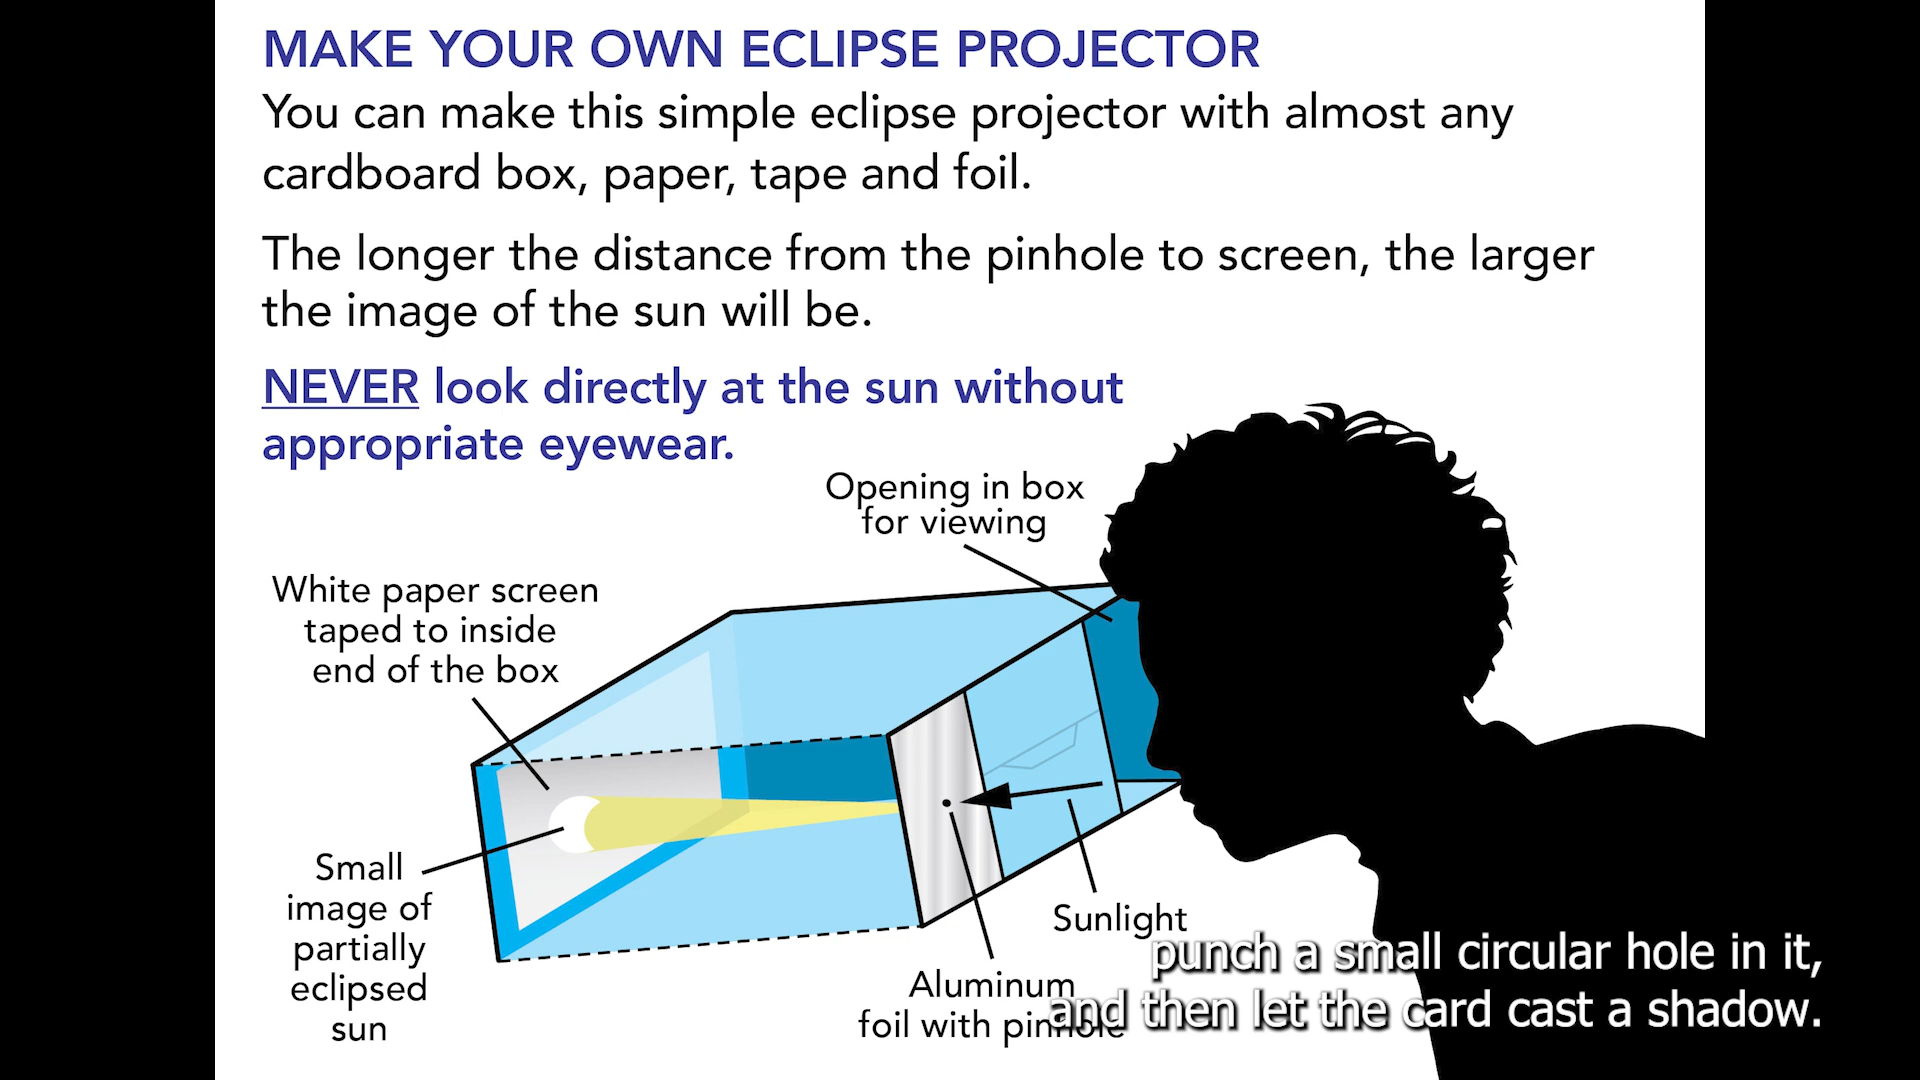 MAKE YOUR OWN ECLIPSE PROJECTOR
You can make this simple eclipse projector with almost any
cardboard box, paper, tape and foil.
The longer the distance from the pinhole to screen, the larger
the image of the sun will be.
NEVER look directly at the sun without
appropriate eyewear.
Opening in box
for viewing
White paper screen
taped to inside
end of the box
Small
image of
partially
eclipsed
sun
Sunlight
Aluminum
foil with pinhole
punch a small circular hole in it,
and then let the card cast a shadow.